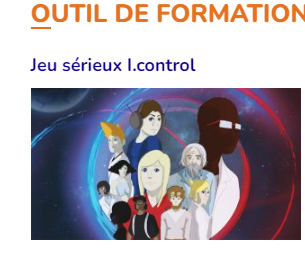 OUTIL DE FORMATION
Jeu sérieux I.control